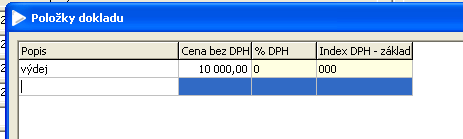 Položky dokladu
Popis Cena bez DPH % DPH Index DPH - základ
výdej 10 000,00 0 000